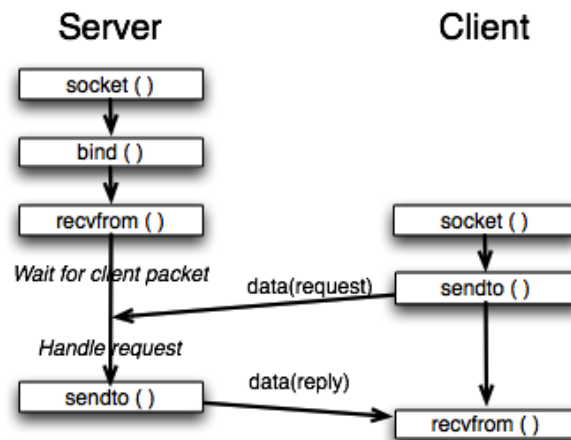 Server
Client
socket ( )
bind ( )
recvfrom ( )
socket ( )
Wait for client packet
data(request)
sendto ( )
Handle request
data(reply)
sendto ( )
recvfrom ( )